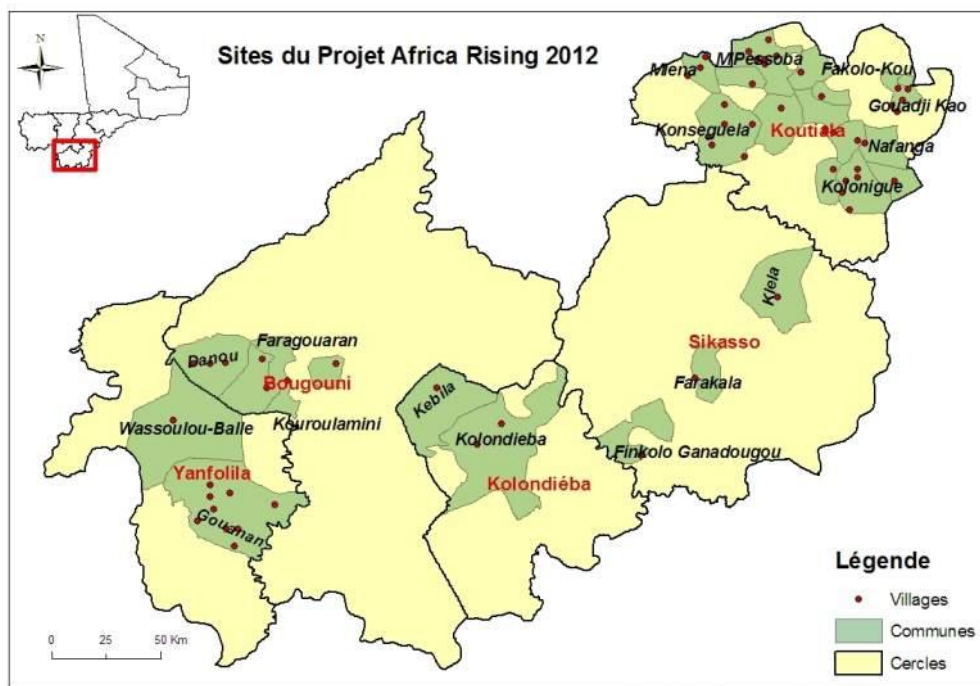 N
Sites du Projet Africa Rising 2012
Miena
M'Pessoba
Fakolo-Kou
Gouadji Kao
Konseguela
Koutiala
Nafanga
Kolonigue
Kiela
Sikasso
Farakala
Finkolo Ganadougou
Danou
Faragouaran
Bougouni
Kouroulamini
Wassoulou-Balle
Yanfolila
Gouanan
Kebila
Kolondieba
Kolondiéba
Légende
Villages
Communes
Cercles
0 25 50 Km